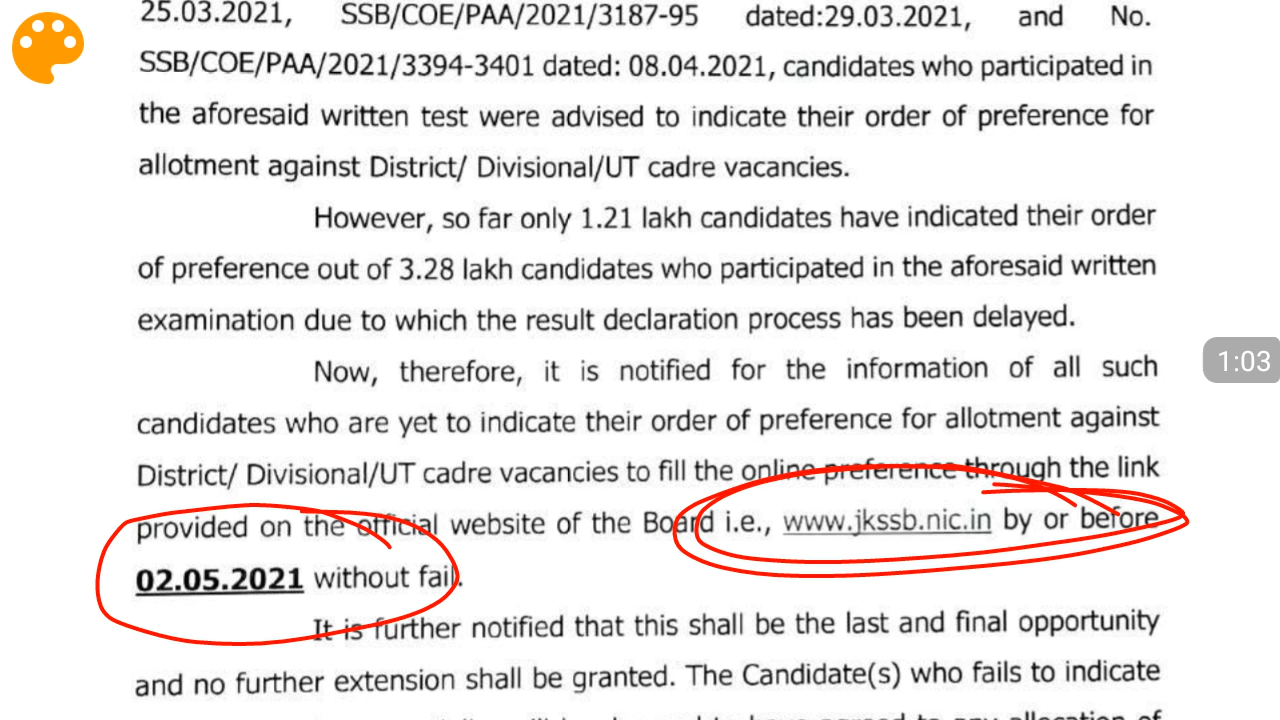 25.03.2021, SSB/COE/PAA/2021/3187-95 dated:29.03.2021, and No.
SSB/COE/PAA/2021/3394-3401 dated: 08.04.2021, candidates who participated in
the aforesaid written test were advised to indicate their order of preference for
allotment against District/ Divisional/UT cadre vacancies.
However, so far only 1.21 lakh candidates have indicated their order
of preference out of 3.28 lakh candidates who participated in the aforesaid written
examination due to which the result declaration process has been delayed.
Now, therefore, it is notified for the information of all such
candidates who are yet to indicate their order of preference for allotment against
District/ Divisional/UT cadre vacancies to fill the online preference through the link
provided on the official website of the Board i.e., www.jkssb.nic.in by or before
02.05.2021 without fail.
It is further notified that this shall be the last and final opportunity
and no further extension shall be granted. The Candidate(s) who fails to indicate
1:03